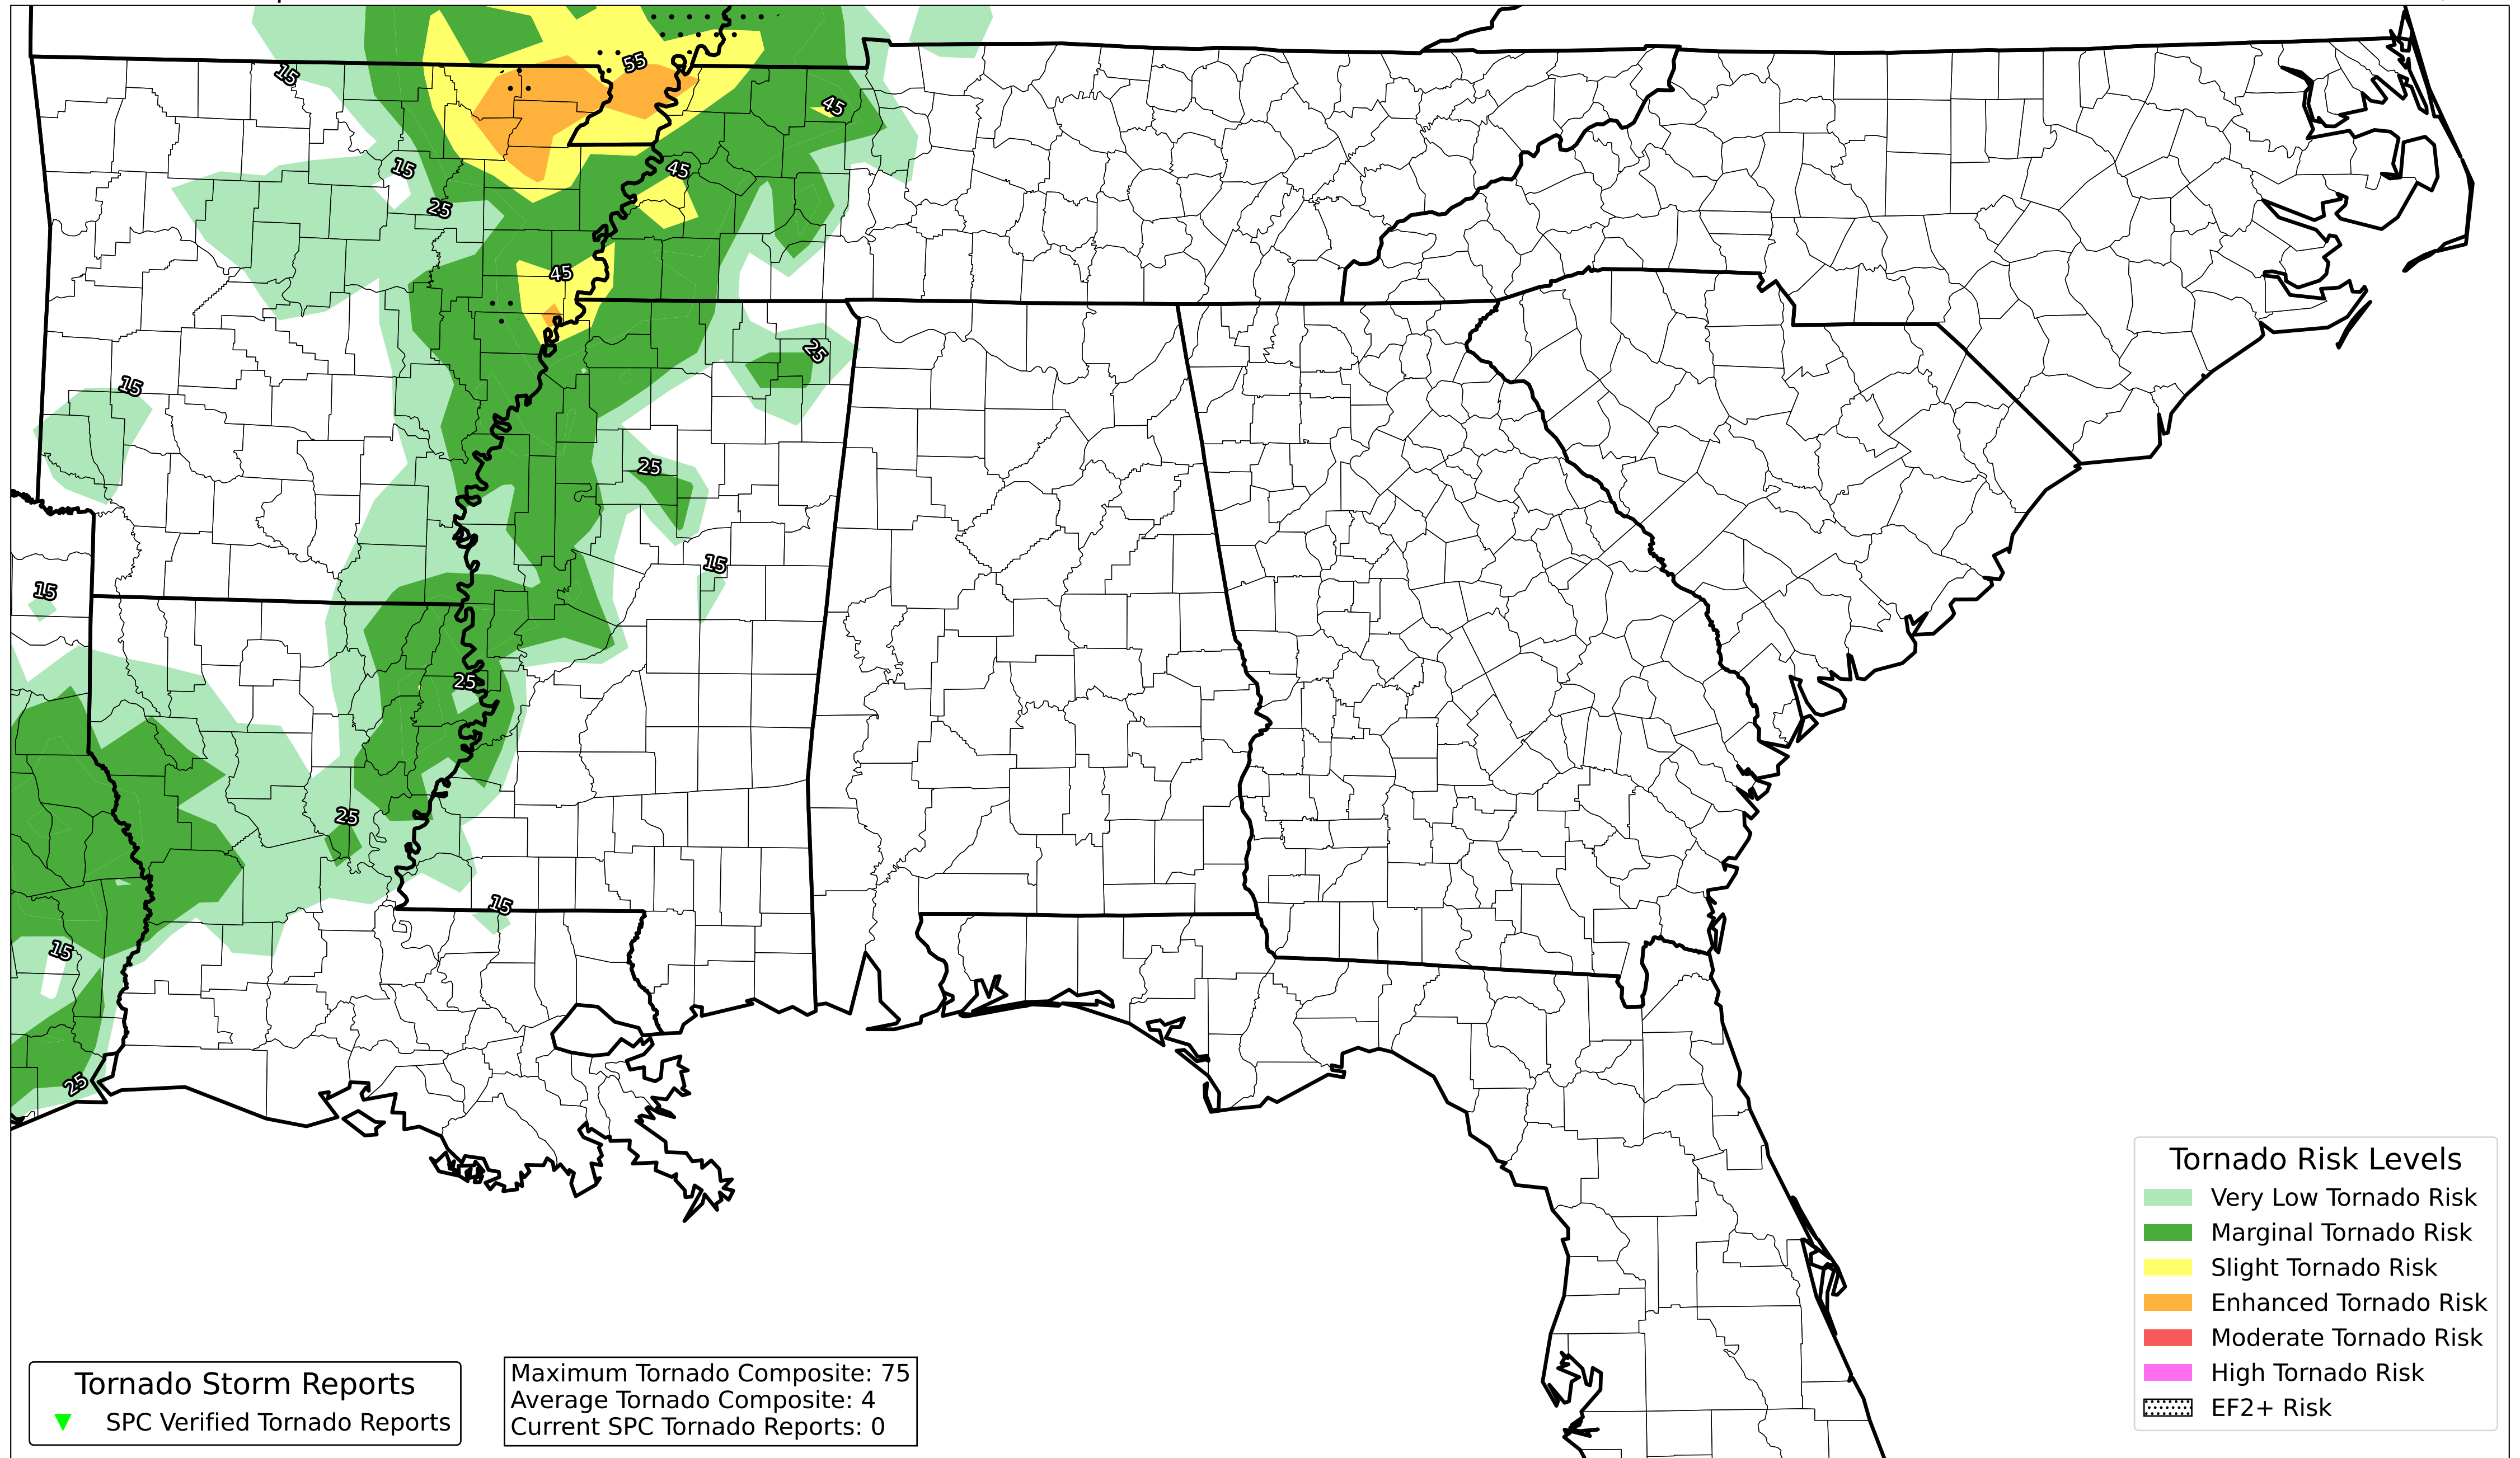 55
15
45
15
45
25
45
25
15
25
15
15
25
25
15
15
25
Tornado Risk Levels
Very Low Tornado Risk
Marginal Tornado Risk
Slight Tornado Risk
Enhanced Tornado Risk
Moderate Tornado Risk
High Tornado Risk
EF2+ Risk
Tornado Storm Reports
SPC Verified Tornado Reports
Maximum Tornado Composite: 75
Average Tornado Composite: 4
Current SPC Tornado Reports: 0